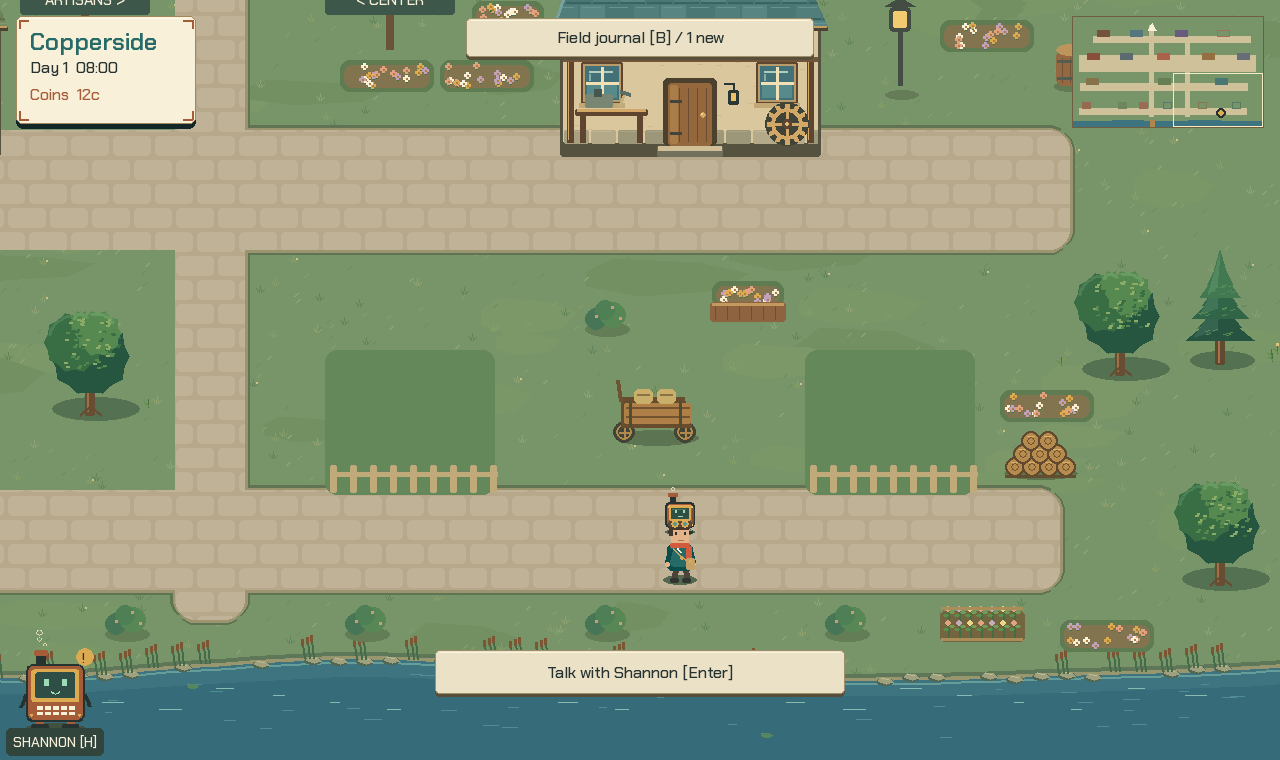 ARTISANS >
< CENTER
Copperside
Day 1 08:00
Coins 12c
Field journal [B] / 1 new
Talk with Shannon [Enter]
!
SHANNON [H]